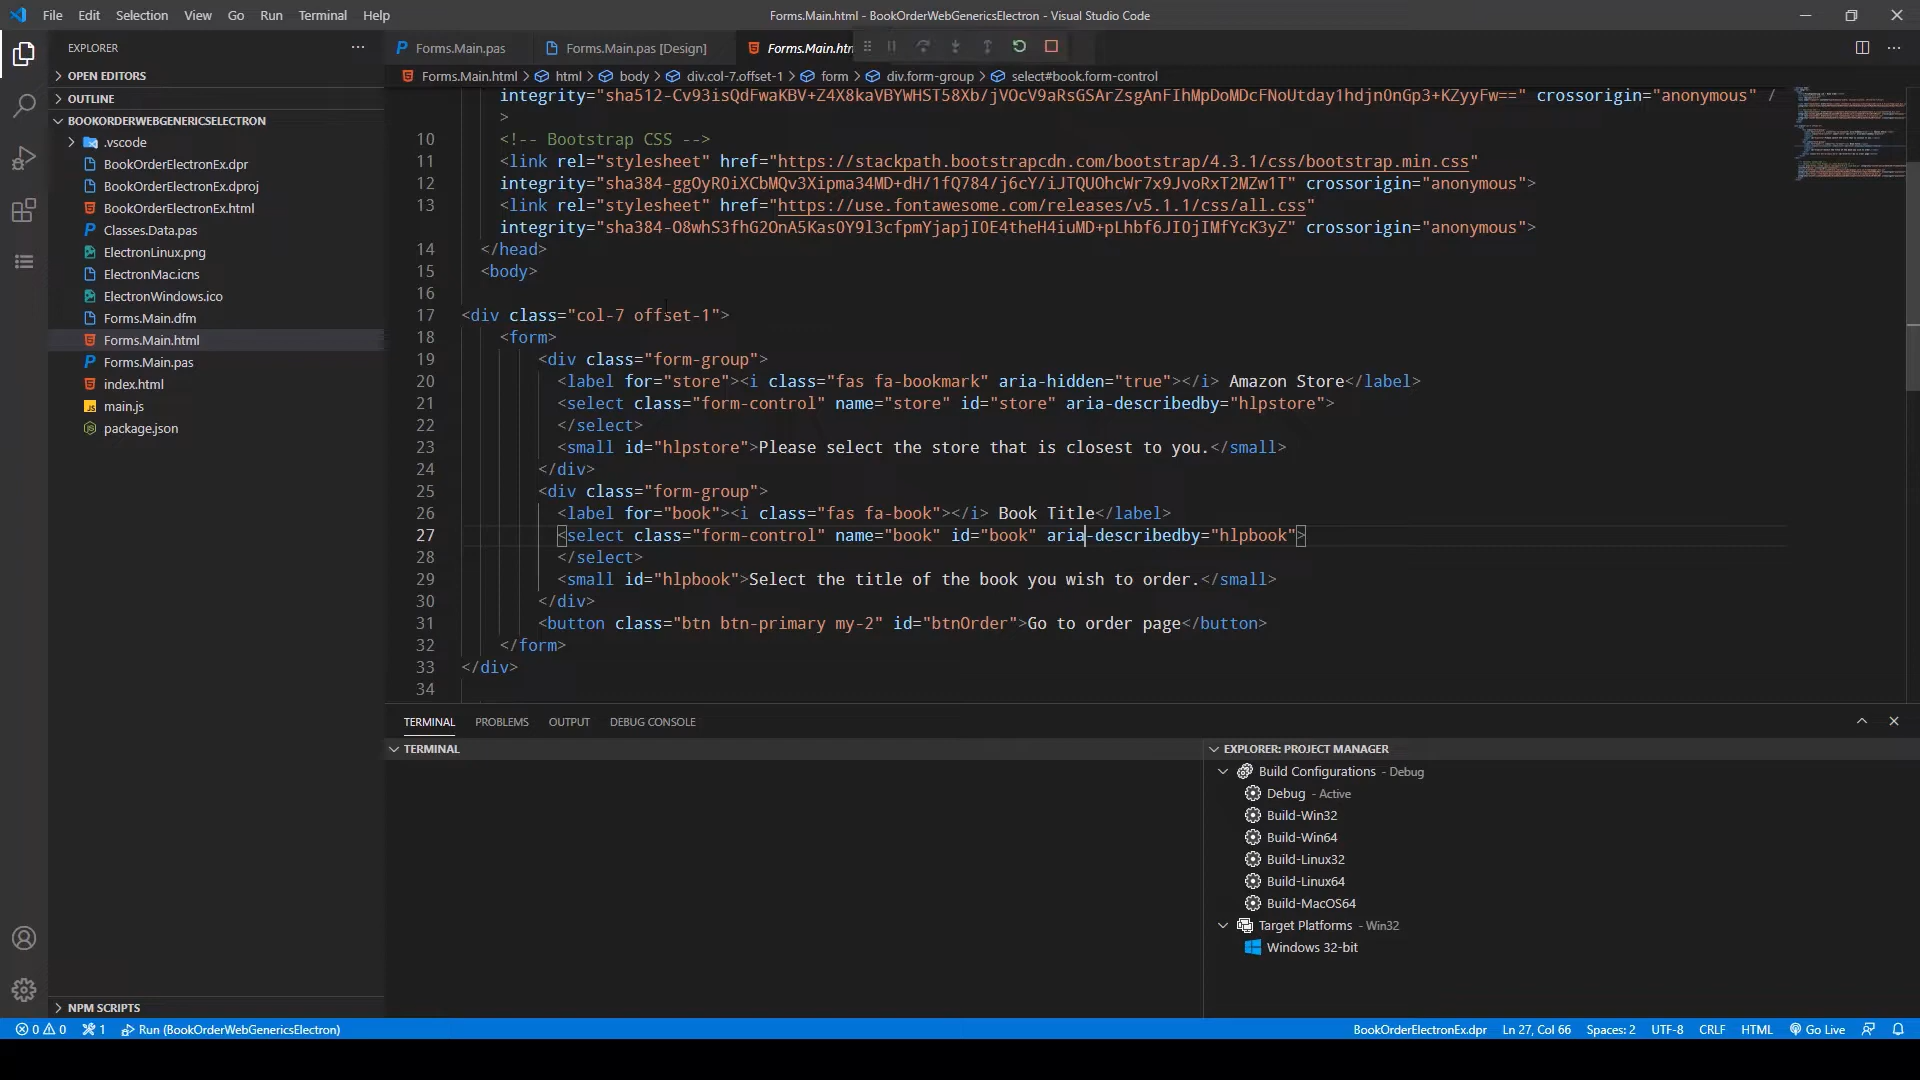 File Edit Selection View Go Run Terminal Help
Forms.Main.html - BookOrderWebGenericsElectron - Visual Studio Code
EXPLORER
OPEN EDITORS
OUTLINE
BOOKORDERWEBGENERICSELECTRON
.vscode
BookOrderElectronEx.dpr
BookOrderElectronEx.dproj
BookOrderElectronEx.html
Classes.Data.pas
ElectronLinux.png
ElectronMac.icns
ElectronWindows.ico
Forms.Main.dfm
Forms.Main.html
Forms.Main.pas
index.html
main.js
package.json
NPM SCRIPTS
Forms.Main.pas
Forms.Main.pas [Design]
Forms.Main.htm
Forms.Main.html > html > body > div.col-7.offset-1 > form > div.form-group > select#book.form-control
integrity="sha512-Cv93isQdFwaKBV+Z4X8kaVBYWHST58Xb/jVOcV9aRsGSArZsgAnFIhMpDoMDcFNoUtday1hdjn0nGp3+KZyyFw==" crossorigin="anonymous" /
>
10 <!-- Bootstrap CSS -->
11 <link rel="stylesheet" href="https://stackpath.bootstrapcdn.com/bootstrap/4.3.1/css/bootstrap.min.css"
12 integrity="sha384-ggOyR0iXCbMQv3Xipma34MD+dH/1fQ784/j6cY/iJTQUOhcWr7x9JvoRxT2MZw1T" crossorigin="anonymous">
13 <link rel="stylesheet" href="https://use.fontawesome.com/releases/v5.1.1/css/all.css"
integrity="sha384-O8whS3fhG2OnA5Kas0Y9l3cfpmYjapjI0E4theH4iuMD+pLhbf6JI0jIMfYcK3yZ" crossorigin="anonymous">
14 </head>
15 <body>
16
17 <div class="col-7 offset-1">
18 <form>
19 <div class="form-group">
20 <label for="store"><i class="fas fa-bookmark" aria-hidden="true"></i> Amazon Store</label>
21 <select class="form-control" name="store" id="store" aria-describedby="hlpstore">
22 </select>
23 <small id="hlpstore">Please select the store that is closest to you.</small>
24 </div>
25 <div class="form-group">
26 <label for="book"><i class="fas fa-book"></i> Book Title</label>
27 <select class="form-control" name="book" id="book" aria-describedby="hlpbook">
28 </select>
29 <small id="hlpbook">Select the title of the book you wish to order.</small>
30 </div>
31 <button class="btn btn-primary my-2" id="btnOrder">Go to order page</button>
32 </form>
33 </div>
34
TERMINAL PROBLEMS OUTPUT DEBUG CONSOLE
TERMINAL
EXPLORER: PROJECT MANAGER
Build Configurations - Debug
Debug - Active
Build-Win32
Build-Win64
Build-Linux32
Build-Linux64
Build-MacOS64
Target Platforms - Win32
Windows 32-bit
0 0 1 Run (BookOrderWebGenericsElectron)
BookOrderElectronEx.dpr Ln 27, Col 66 Spaces: 2 UTF-8 CRLF HTML Go Live